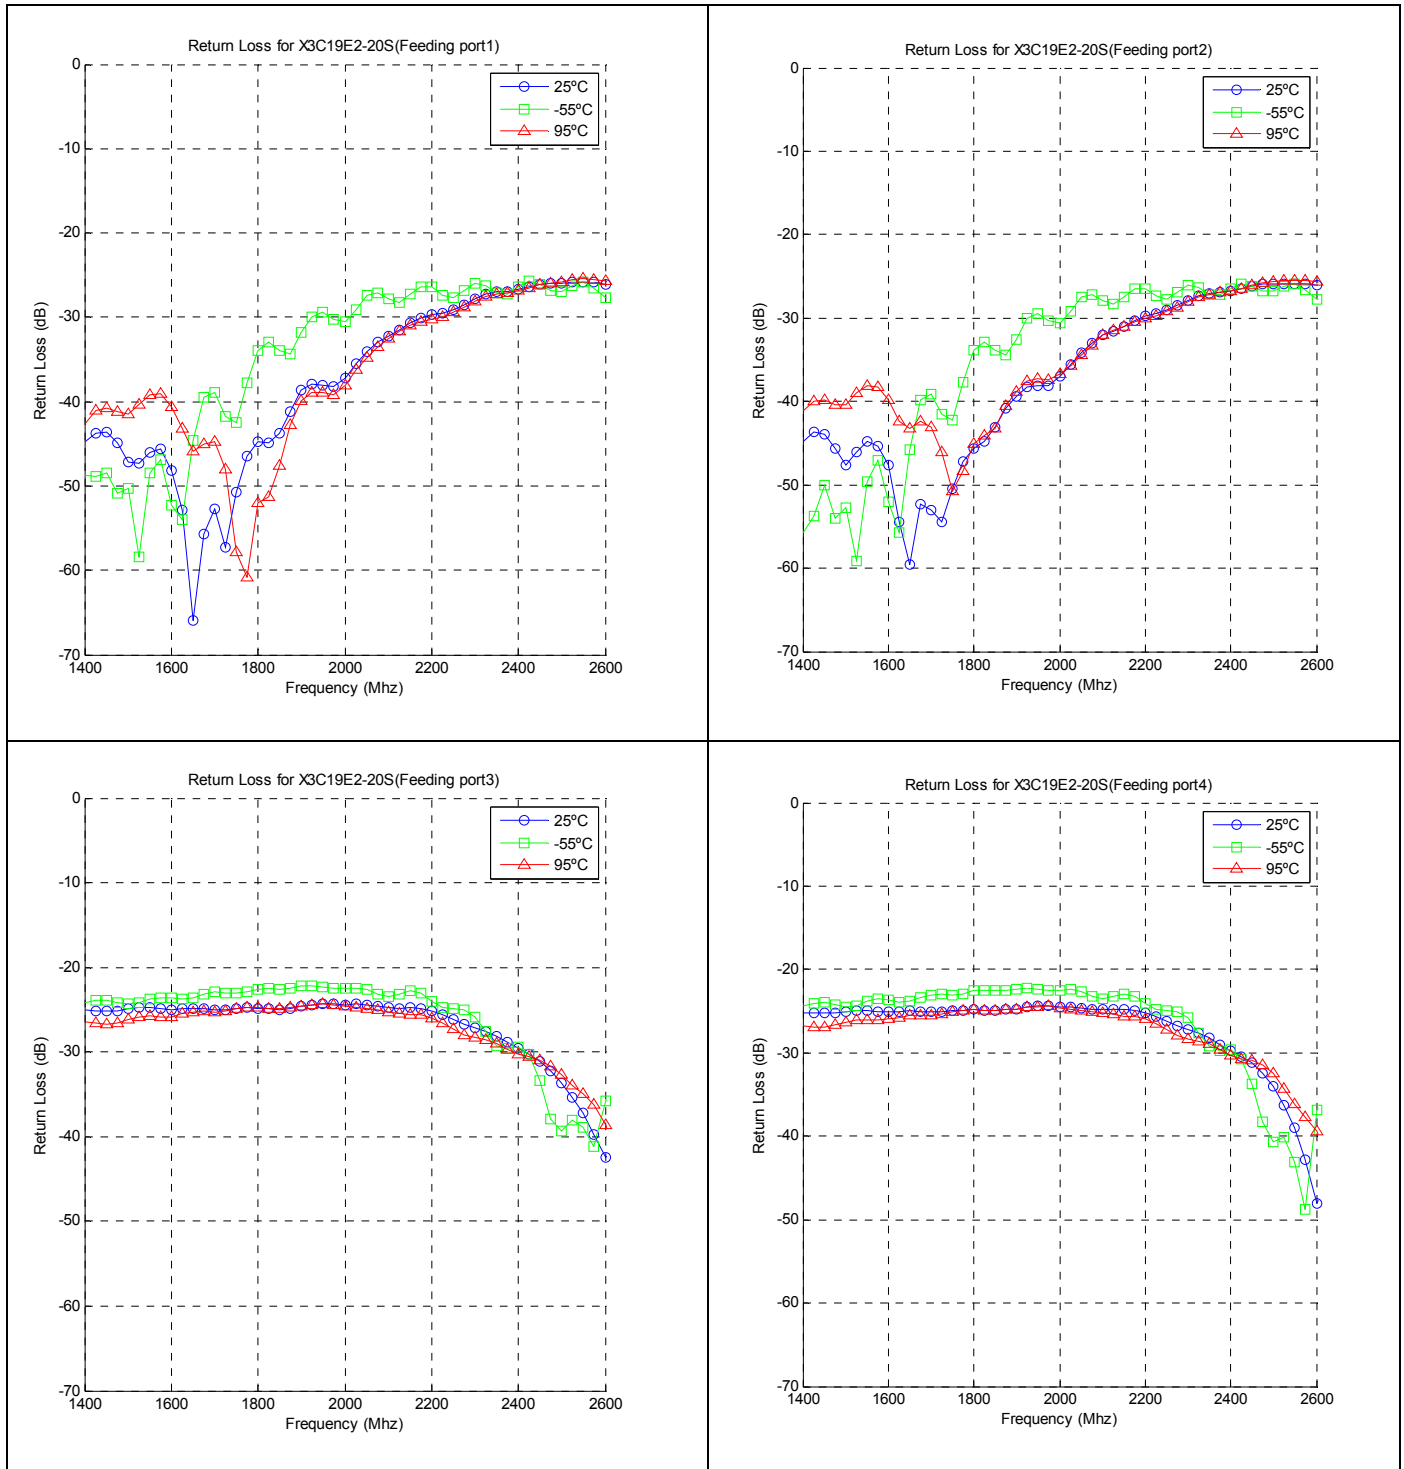 Return Loss for X3C19E2-20S(Feeding port1)
0
-10
-20
-30
-40
-50
-60
-70
Return Loss (dB)
25ºC
-55ºC
95ºC
1400 1600 1800 2000 2200 2400 2600
Frequency (Mhz)
Return Loss for X3C19E2-20S(Feeding port2)
0
-10
-20
-30
-40
-50
-60
-70
Return Loss (dB)
25ºC
-55ºC
95ºC
1400 1600 1800 2000 2200 2400 2600
Frequency (Mhz)
Return Loss for X3C19E2-20S(Feeding port3)
0
-10
-20
-30
-40
-50
-60
-70
Return Loss (dB)
25ºC
-55ºC
95ºC
1400 1600 1800 2000 2200 2400 2600
Frequency (Mhz)
Return Loss for X3C19E2-20S(Feeding port4)
0
-10
-20
-30
-40
-50
-60
-70
Return Loss (dB)
25ºC
-55ºC
95ºC
1400 1600 1800 2000 2200 2400 2600
Frequency (Mhz)